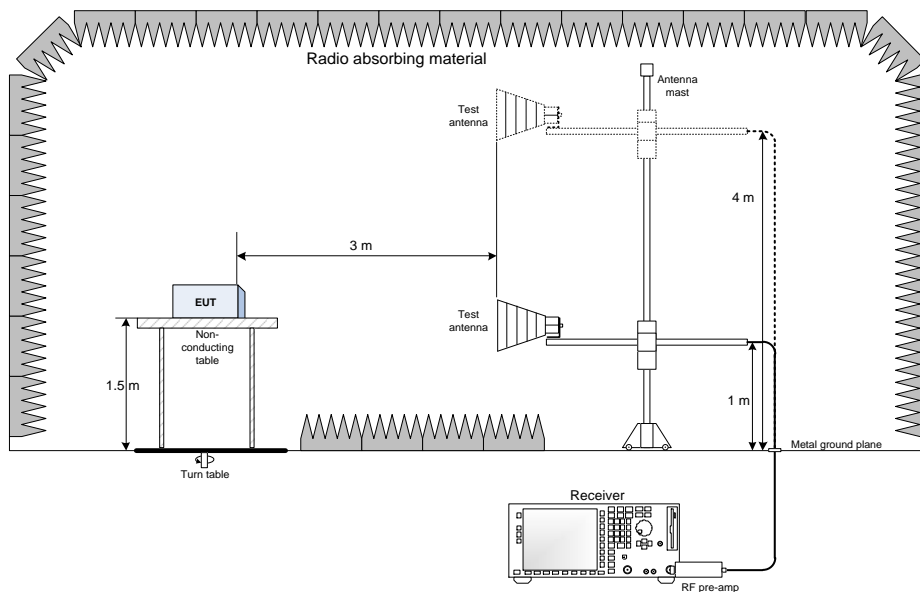 Radio absorbing material
Antenna
mast
Test
antenna
4 m
3 m
EUT
Test
antenna
Non-
conducting
table
1.5 m
1 m
Metal ground plane
Turn table
Receiver
RF pre-amp